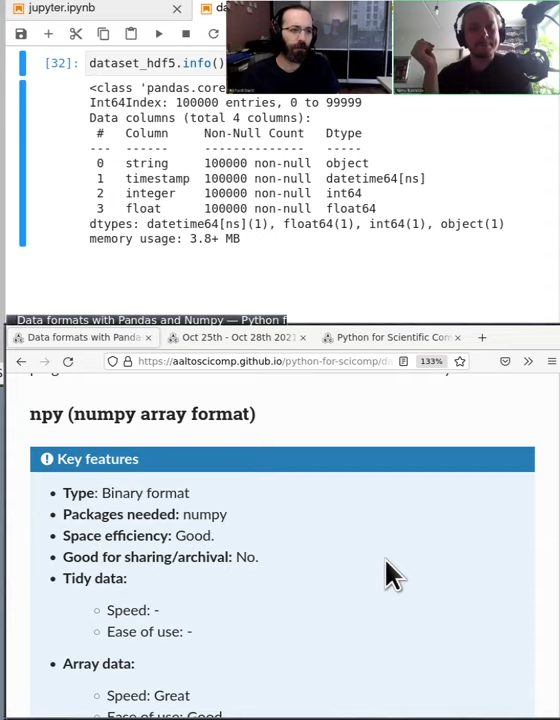 jupyter.ipynb
[32]: dataset_hdf5.info()
<class 'pandas.core
Int64Index: 100000 entries, 0 to 99999
Data columns (total 4 columns):
# Column Non-Null Count Dtype
--- ------ -------------- -----
0 string 100000 non-null object
1 timestamp 100000 non-null datetime64[ns]
2 integer 100000 non-null int64
3 float 100000 non-null float64
dtypes: datetime64[ns](1), float64(1), int64(1), object(1)
memory usage: 3.8+ MB
Data formats with Pandas and Numpy — Python f
Data formats with Panda
Oct 25th - Oct 28th 2021
Python for Scientific Com
https://aaltoscicomp.github.io/python-for-scicomp/da
133%
npy (numpy array format)
Key features
• Type: Binary format
• Packages needed: numpy
• Space efficiency: Good.
• Good for sharing/archival: No.
• Tidy data:
○ Speed: -
○ Ease of use: -
• Array data:
○ Speed: Great
○ Ease of use: Good